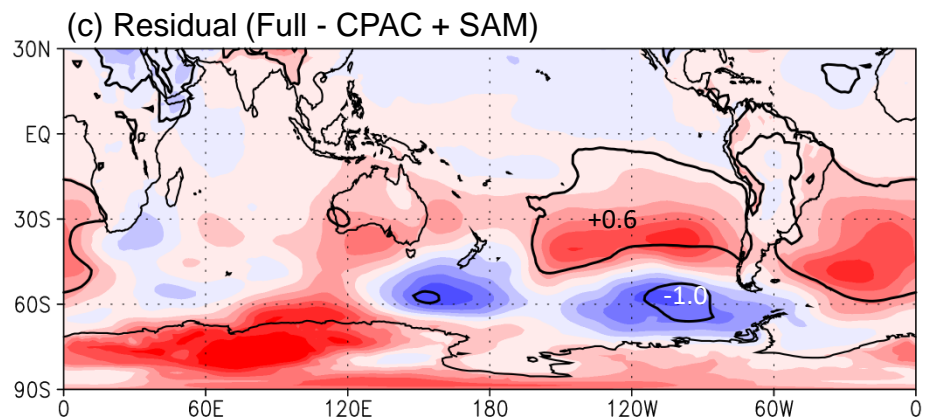 (c) Residual (Full - CPAC + SAM)
30N
EQ
30S
+0.6
60S
-1.0
90S
0 60E 120E 180 120W 60W 0